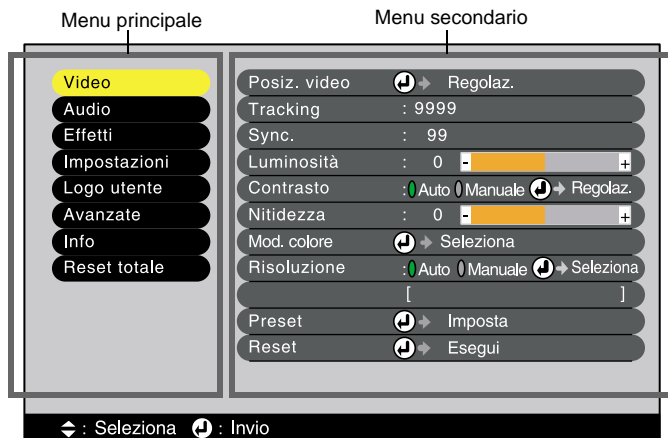 Menu principale
Menu secondario
Video
Audio
Effetti
Impostazioni
Logo utente
Avanzate
Info
Reset totale
Posiz. video Regolaz.
Tracking : 9999
Sync. : 99
Luminosità : 0 - +
Contrasto : Auto Manuale Regolaz.
Nitidezza : 0 - +
Mod. colore Seleziona
Risoluzione : Auto Manuale Seleziona
[ ]
Preset Imposta
Reset Esegui
: Seleziona : Invio